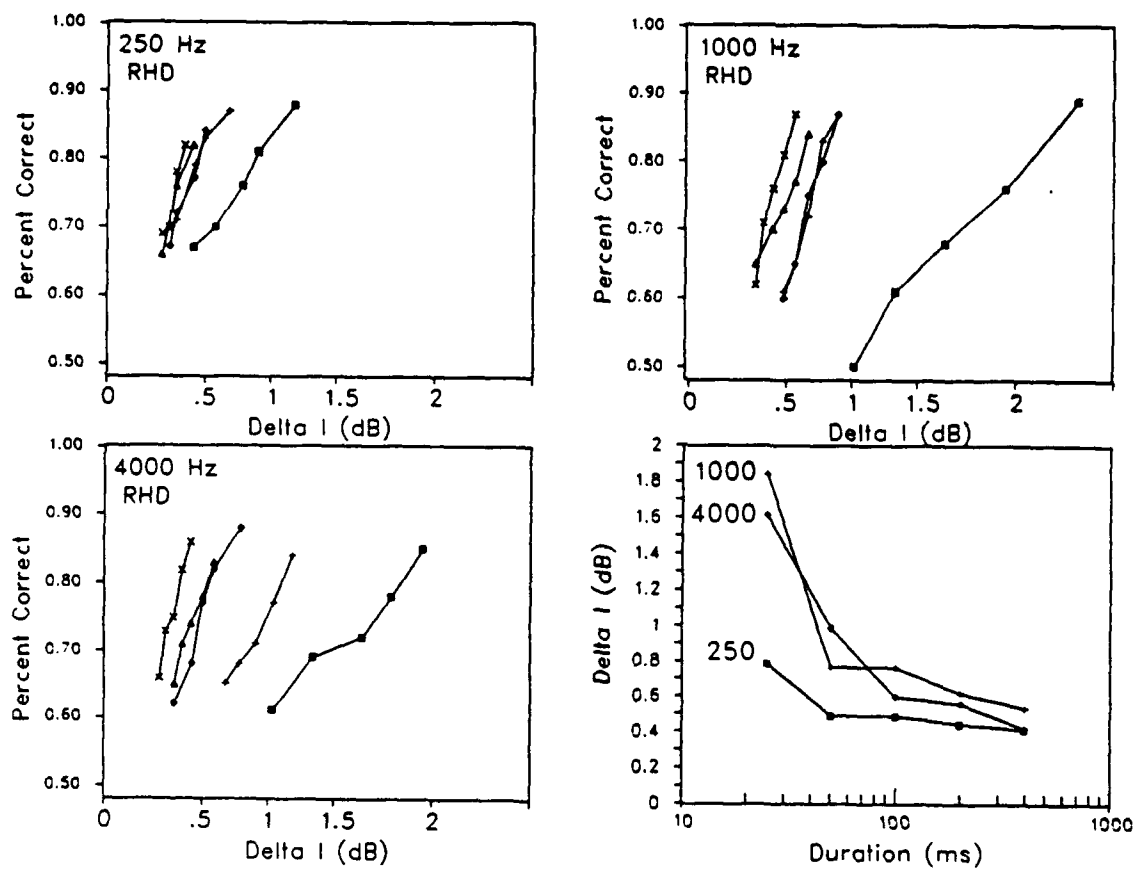 250 Hz
RHD
Percent Correct
1.00
0.90
0.80
0.70
0.60
0.50
0 .5 1 1.5 2
Delta I (dB)
1000 Hz
RHD
Percent Correct
1.00
0.90
0.80
0.70
0.60
0.50
0 .5 1 1.5 2
Delta I (dB)
4000 Hz
RHD
Percent Correct
1.00
0.90
0.80
0.70
0.60
0.50
0 .5 1 1.5 2
Delta I (dB)
1000
4000
250
Delta I (dB)
2
1.8
1.6
1.4
1.2
1
0.8
0.6
0.4
0.2
0
10 100 1000
Duration (ms)